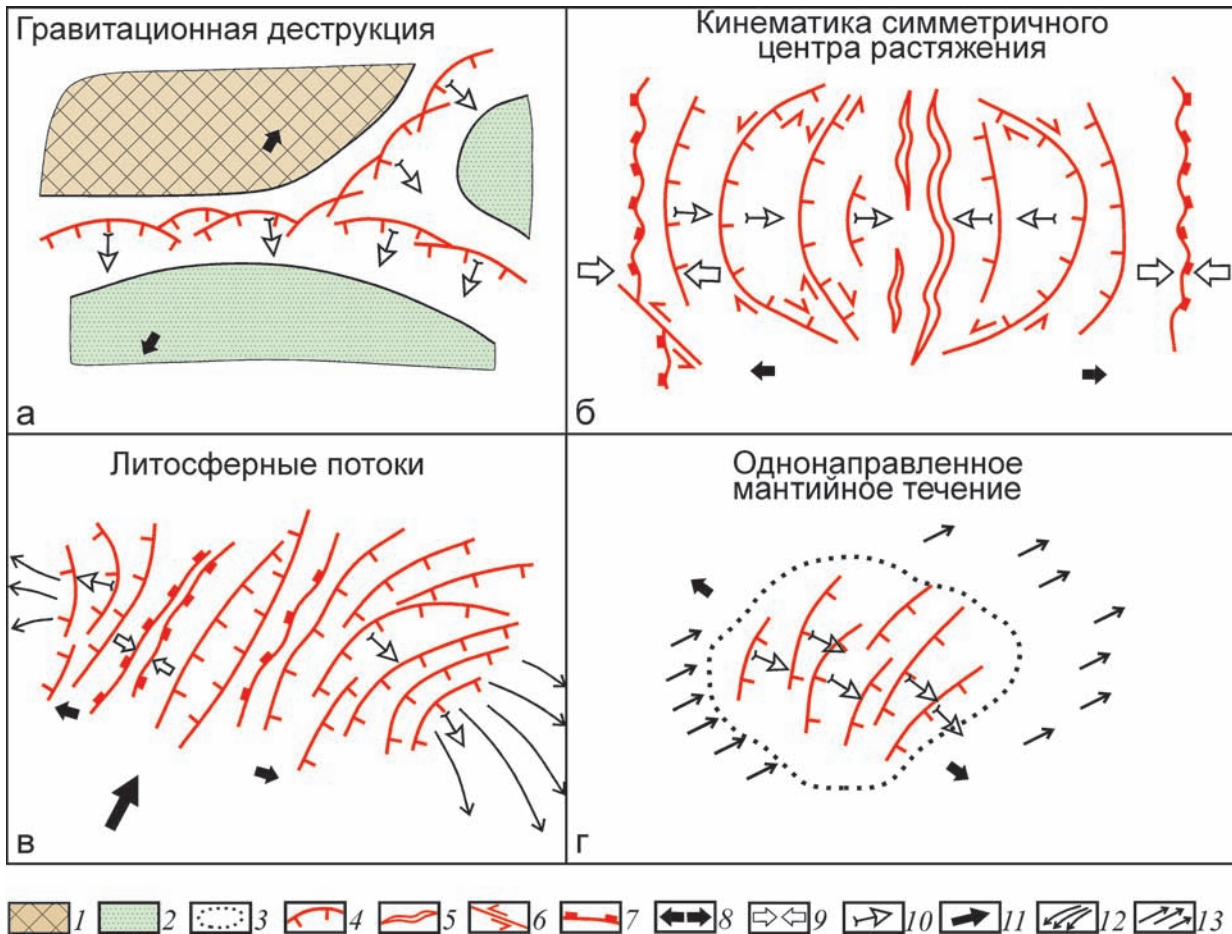 Гравитационная деструкция
а
Кинематика симметричного
центра растяжения
б
Литосферные потоки
в
Однонаправленное
мантийное течение
г
1 2 3 4 5 6 7 8 9 10 11 12 13